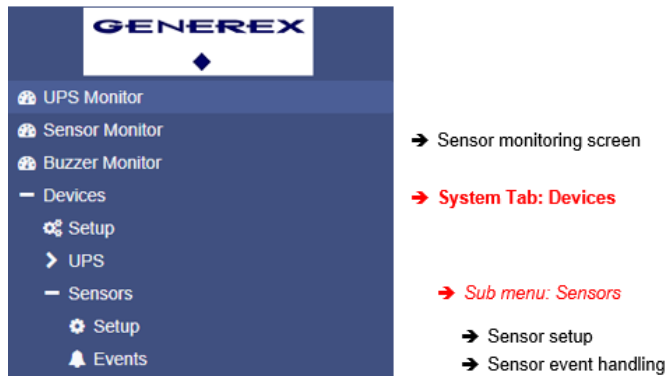 GENEREX
UPS Monitor
Sensor Monitor
➔ Sensor monitoring screen
Buzzer Monitor
Devices
➔ System Tab: Devices
Setup
UPS
Sensors
➔ Sub menu: Sensors
Setup
➔ Sensor setup
Events
➔ Sensor event handling